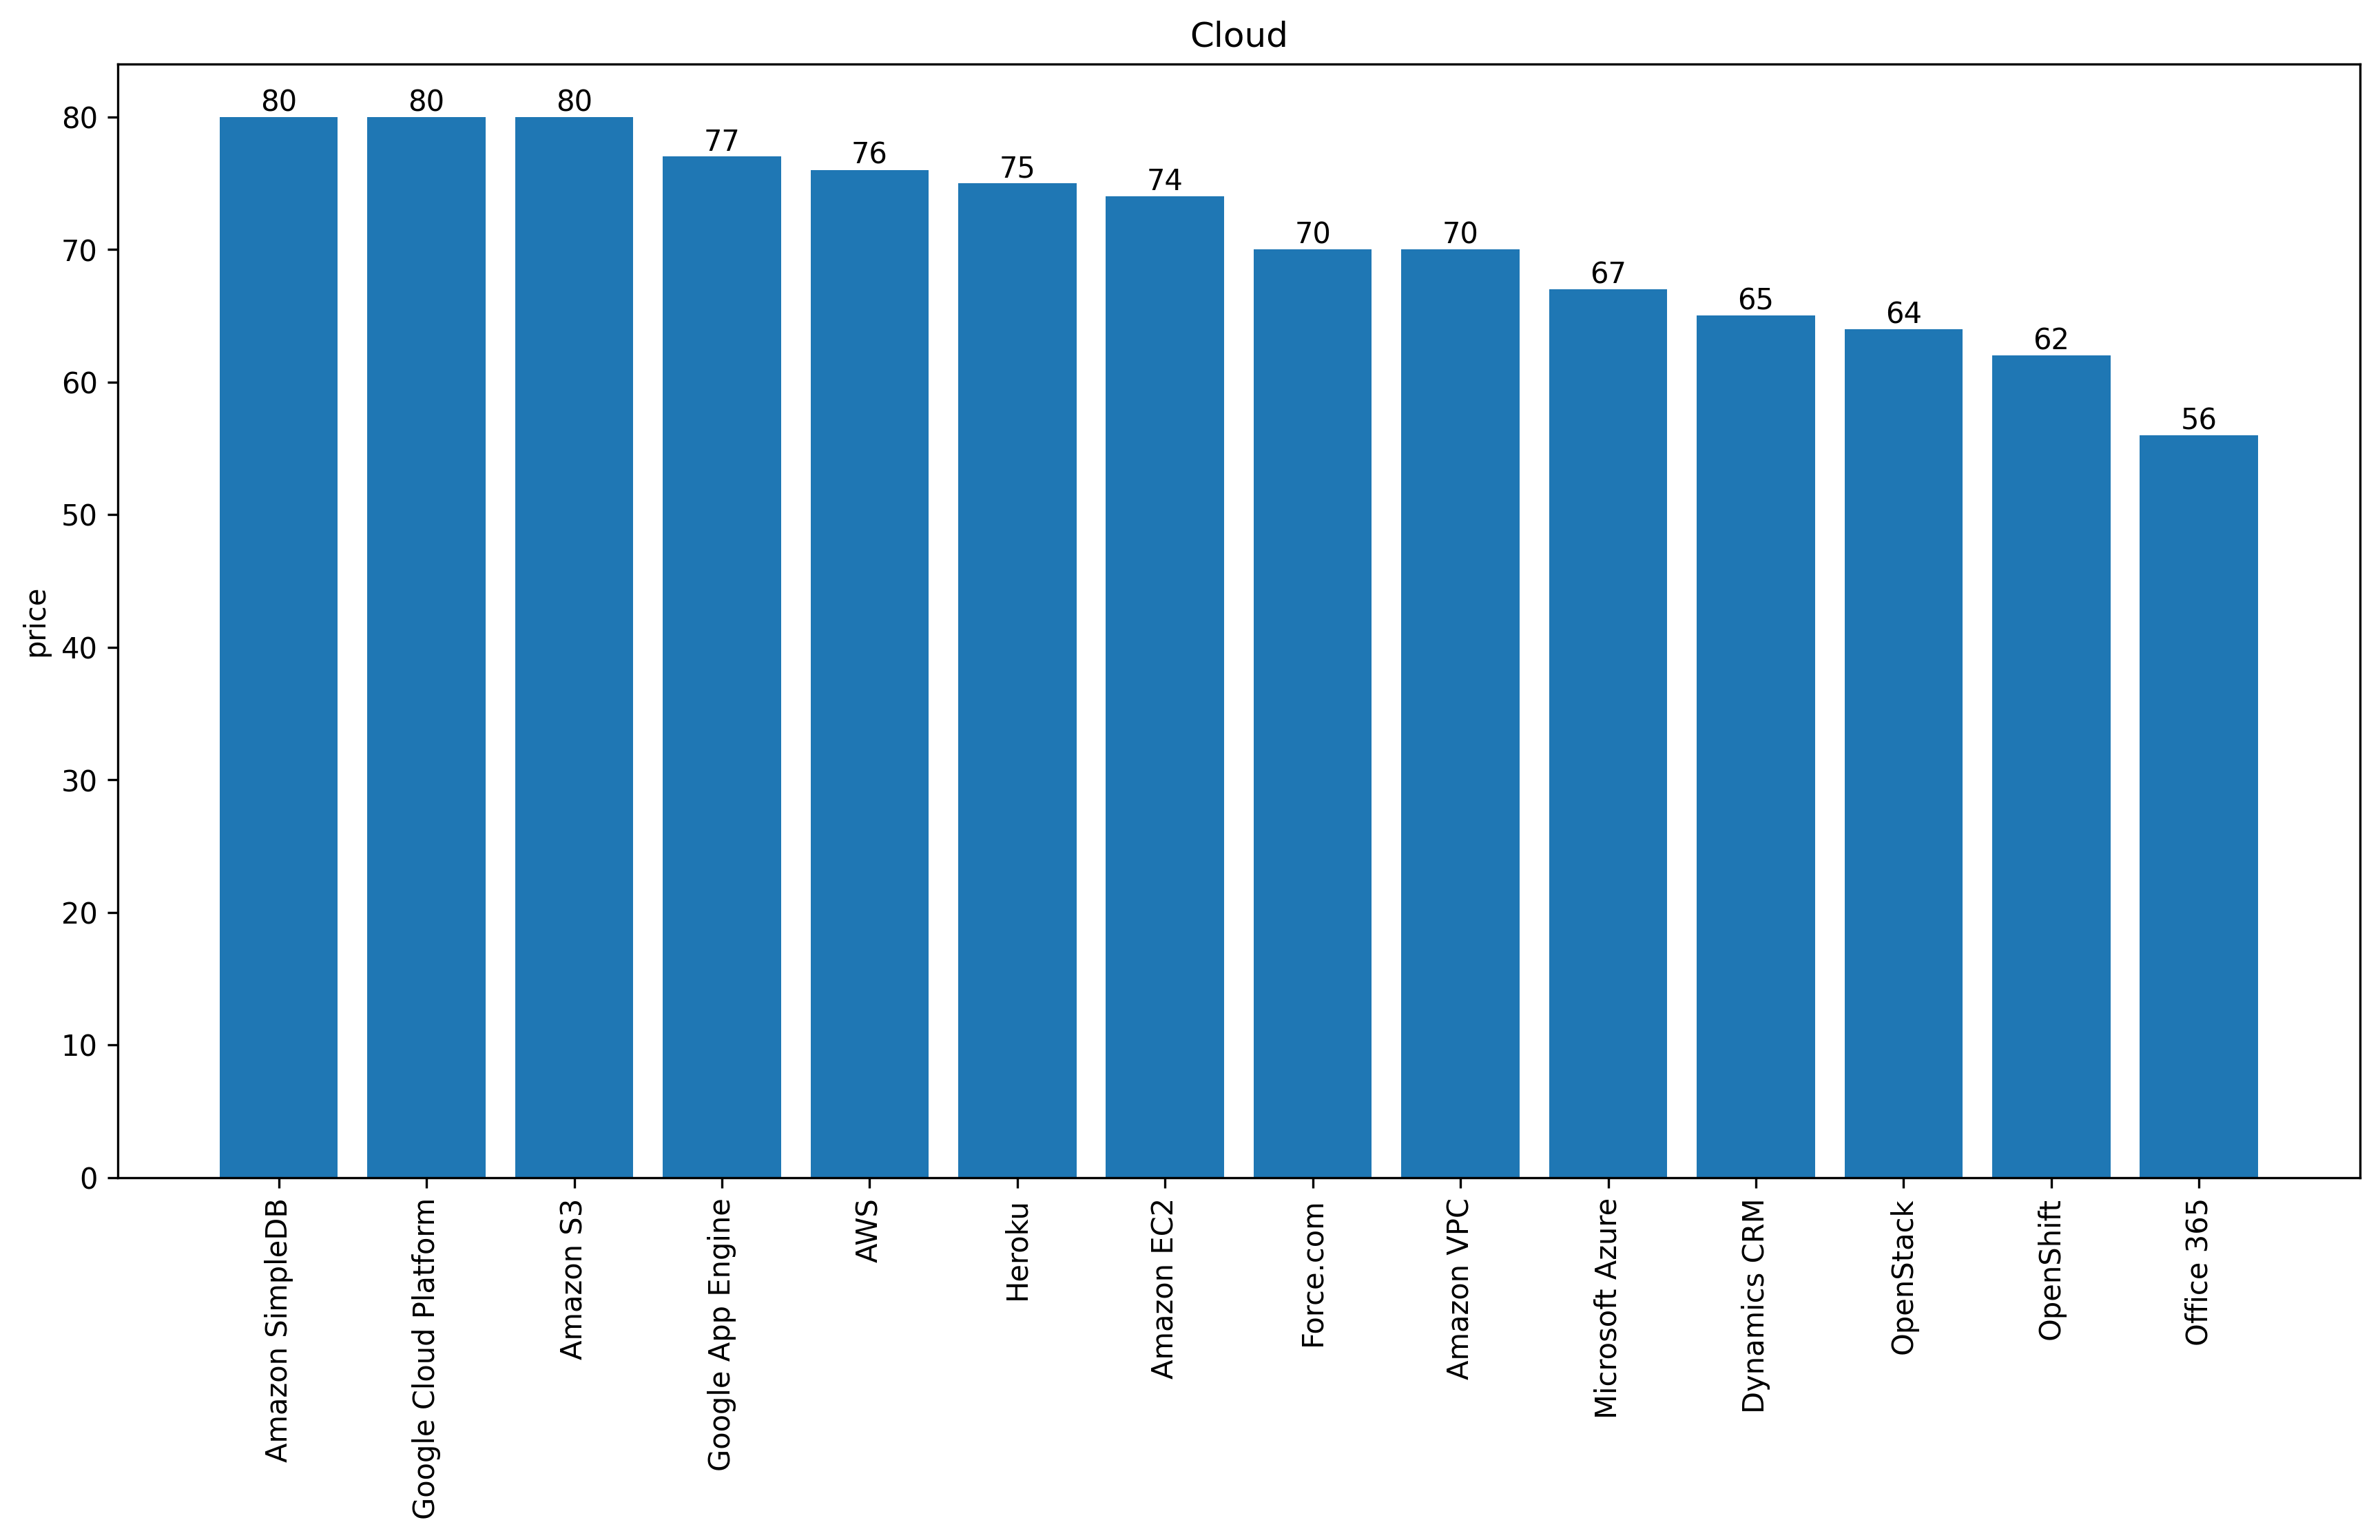 Cloud
80 80 80 77 76 75 74 70 70 67 65 64 62 56
80
70
60
50
40
30
20
10
0
price
Amazon SimpleDB
Google Cloud Platform
Amazon S3
Google App Engine
AWS
Heroku
Amazon EC2
Force.com
Amazon VPC
Microsoft Azure
Dynamics CRM
OpenStack
OpenShift
Office 365